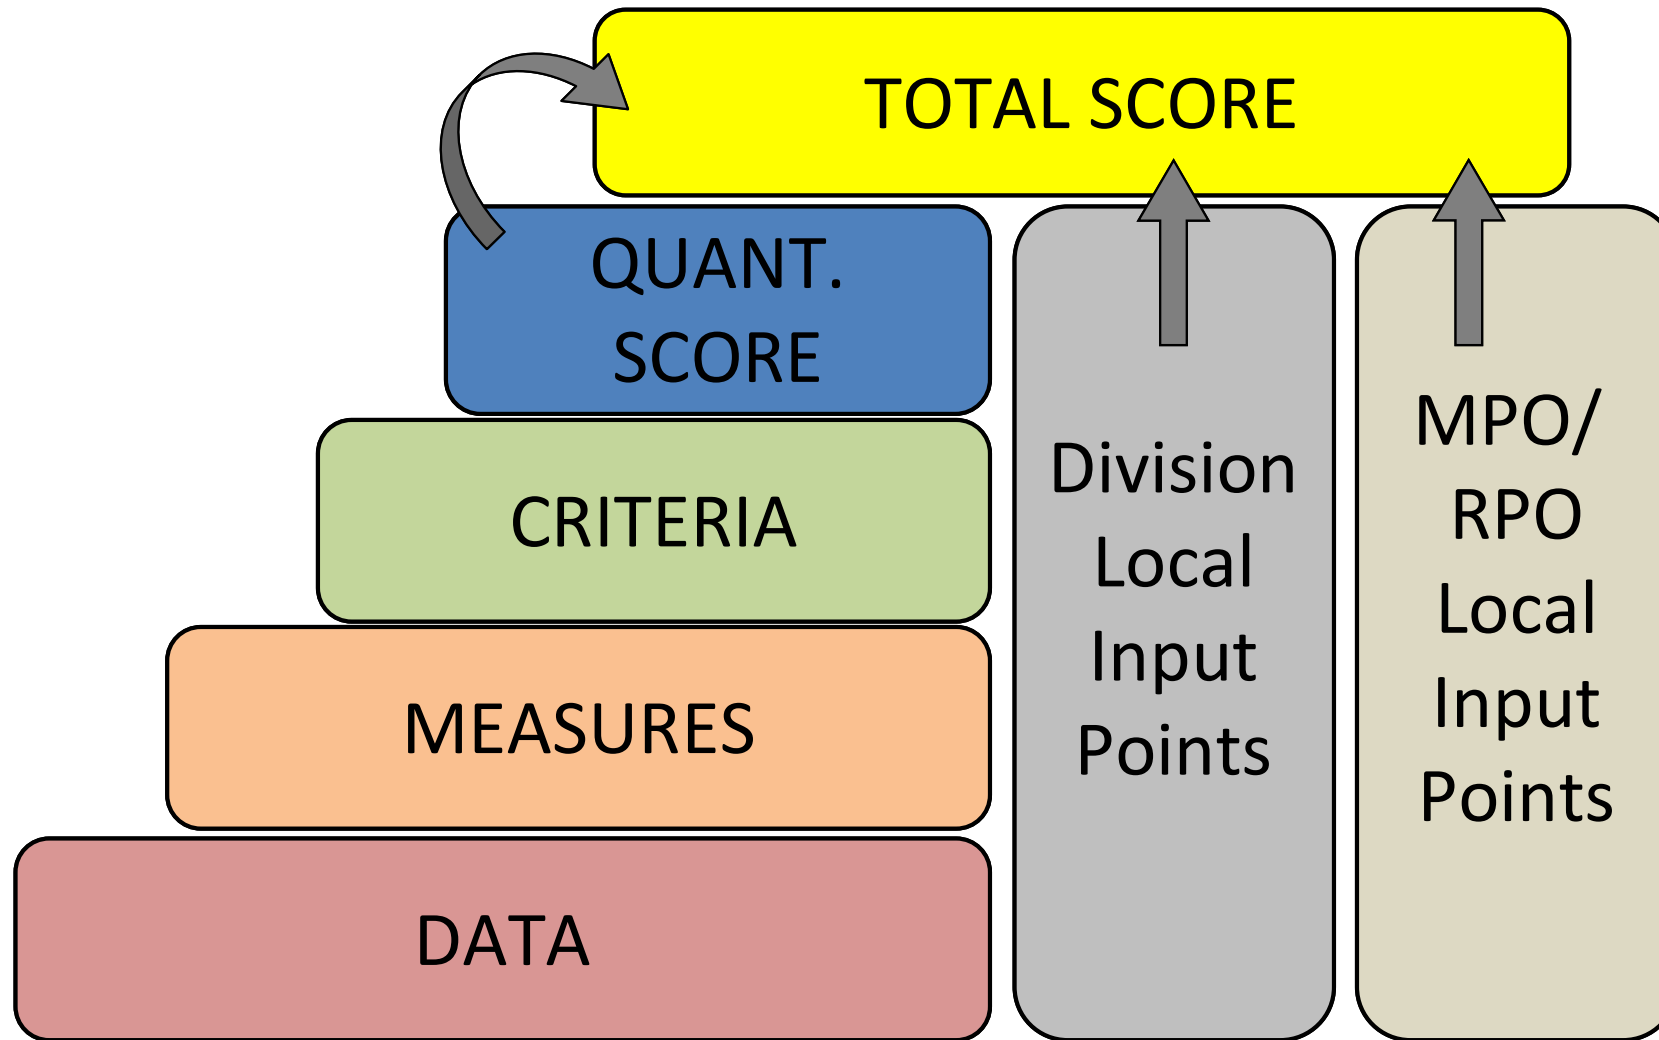 TOTAL SCORE
QUANT.
SCORE
CRITERIA
MEASURES
DATA
Division
Local
Input
Points
MPO/
RPO
Local
Input
Points